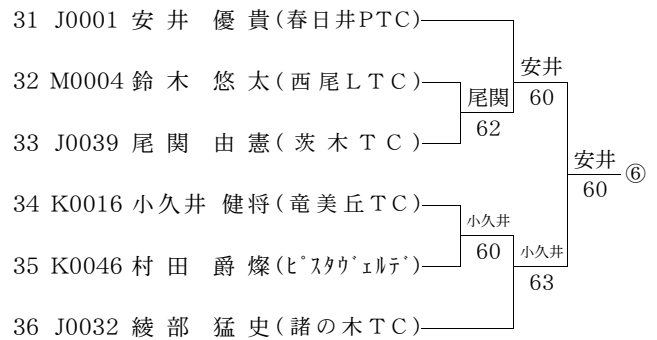 31 J0001 安井 優貴(春日井PTC)
安井
32 M0004 鈴木 悠太(西尾LTC)
尾関
60
62
33 J0039 尾関 由憲(茨木TC)
安井
⑥
60
34 K0016 小久井 健将(竜美丘TC)
小久井
60
小久井
63
35 K0046 村田 爵燦(ﾋﾟｽﾀｳﾞｪﾙﾃﾞ)
36 J0032 綾部 猛史(諸の木TC)